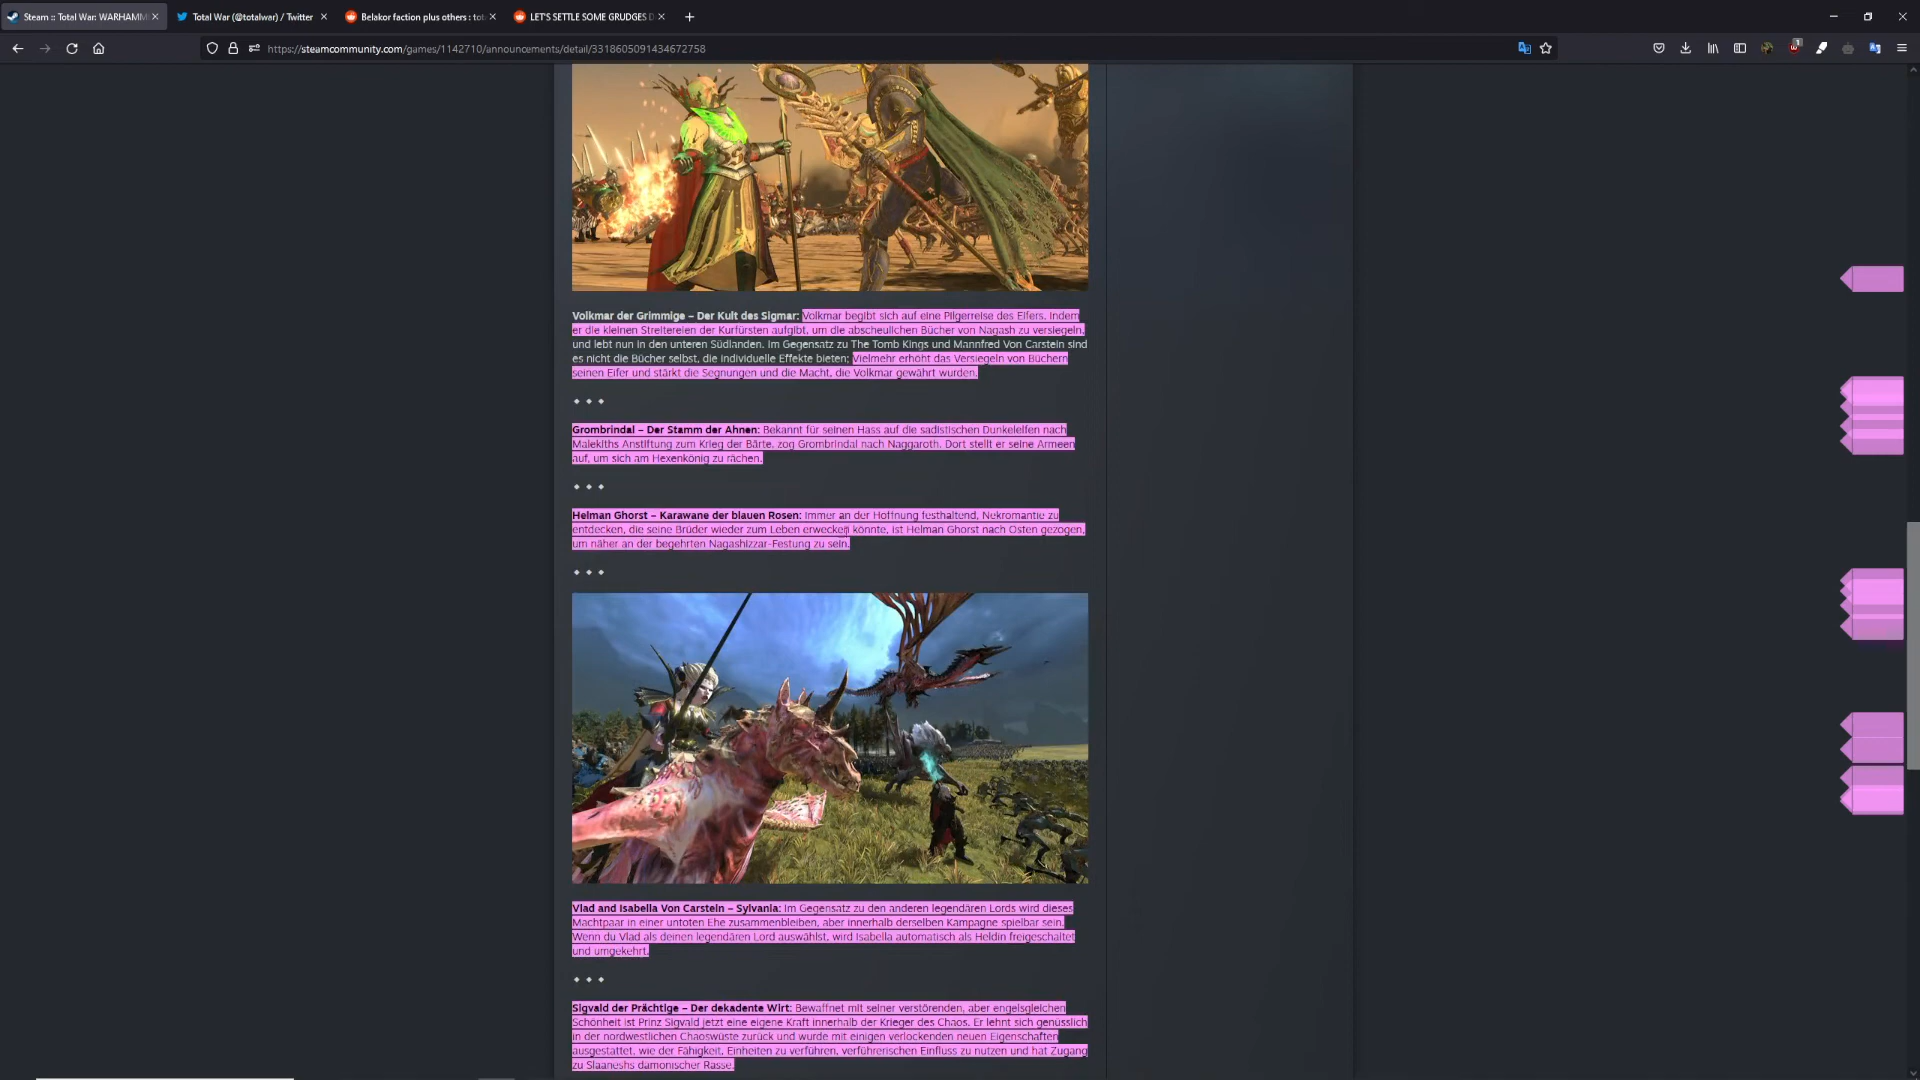 Steam :: Total War: WARHAMM
Total War (@totalwar) / Twitter
Belakor faction plus others : tot
LET'S SETTLE SOME GRUDGES D
https://steamcommunity.com/games/1142710/announcements/detail/3318605091434672758
1
Volkmar der Grimmige – Der Kult des Sigmar: Volkmar begibt sich auf eine Pilgerreise des Eifers. Indem
er die kleinen Streitereien der Kurfürsten aufgibt, um die abscheulichen Bücher von Nagash zu versiegeln,
und lebt nun in den unteren Südlanden. Im Gegensatz zu The Tomb Kings und Mannfred Von Carstein sind
es nicht die Bücher selbst, die individuelle Effekte bieten; Vielmehr erhöht das Versiegeln von Büchern
seinen Eifer und stärkt die Segnungen und die Macht, die Volkmar gewährt wurden.
Grombrindal – Der Stamm der Ahnen: Bekannt für seinen Hass auf die sadistischen Dunkelelfen nach
Malekiths Anstiftung zum Krieg der Bärte, zog Grombrindal nach Naggaroth. Dort stellt er seine Armeen
auf, um sich am Hexenkönig zu rächen.
Helman Ghorst – Karawane der blauen Rosen: Immer an der Hoffnung festhaltend, Nekromantie zu
entdecken, die seine Brüder wieder zum Leben erwecken könnte, ist Helman Ghorst nach Osten gezogen,
um näher an der begehrten Nagashizzar-Festung zu sein.
Vlad and Isabella Von Carstein – Sylvania: Im Gegensatz zu den anderen legendären Lords wird dieses
Machtpaar in einer untoten Ehe zusammenbleiben, aber innerhalb derselben Kampagne spielbar sein.
Wenn du Vlad als deinen legendären Lord auswählst, wird Isabella automatisch als Heldin freigeschaltet
und umgekehrt.
Sigvald der Prächtige – Der dekadente Wirt: Bewaffnet mit seiner verstörenden, aber engelsgleichen
Schönheit ist Prinz Sigvald jetzt eine eigene Kraft innerhalb der Krieger des Chaos. Er lehnt sich genüsslich
in der nordwestlichen Chaoswüste zurück und wurde mit einigen verlockenden neuen Eigenschaften
ausgestattet, wie der Fähigkeit, Einheiten zu verführen, verführerischen Einfluss zu nutzen und hat Zugang
zu Slaaneshs dämonischer Rasse.